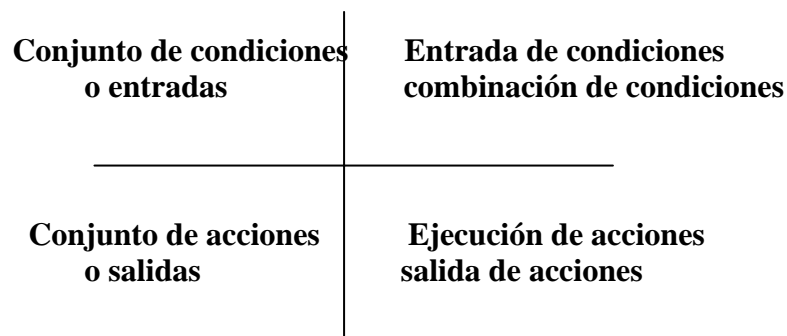 Conjunto de condiciones
o entradas
Entrada de condiciones
combinación de condiciones
Conjunto de acciones
o salidas
Ejecución de acciones
salida de acciones